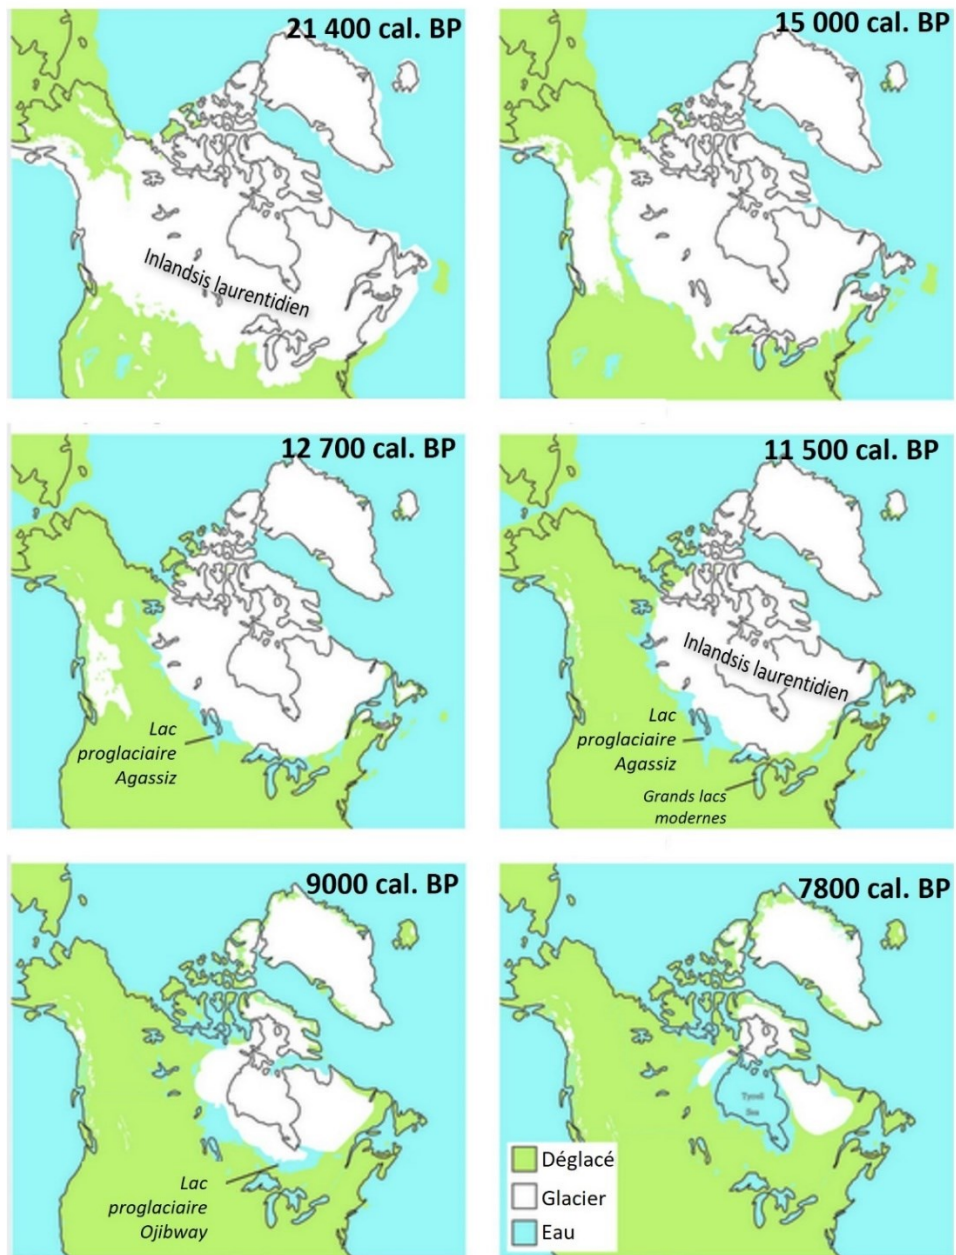 21 400 cal. BP
Inlandsis laurentidien
15 000 cal. BP
12 700 cal. BP
Lac
proglaciaire
Agassiz
11 500 cal. BP
Inlandsis laurentidien
Lac
proglaciaire
Agassiz
Grands lacs
modernes
9000 cal. BP
Lac
proglaciaire
Ojibway
7800 cal. BP
Tyrrell
Sea
Déglacé
Glacier
Eau